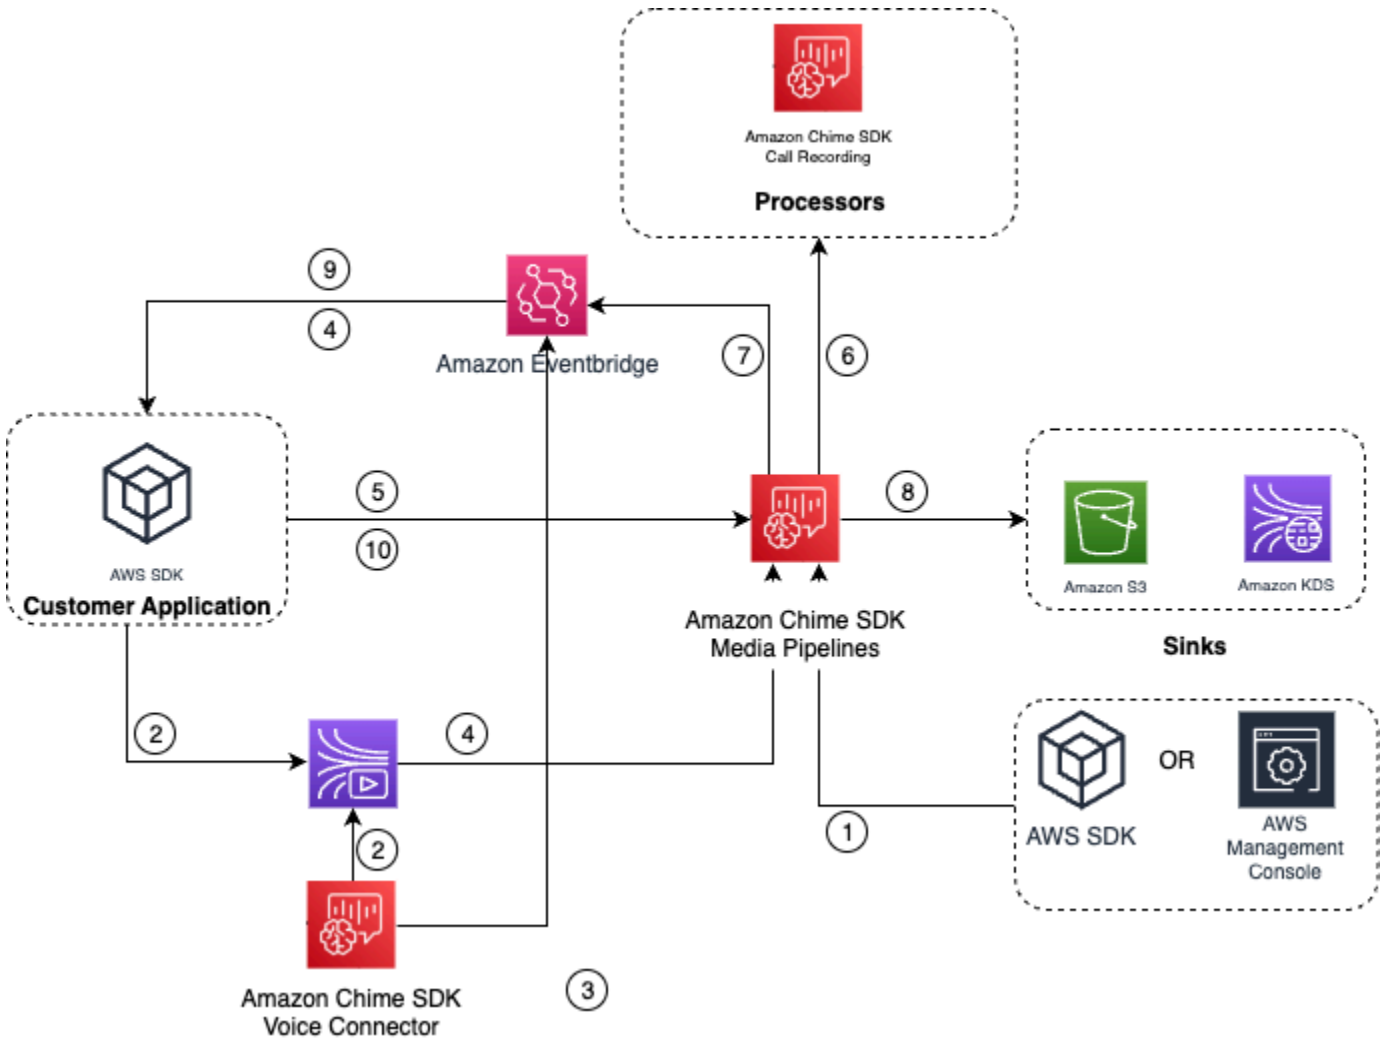 Amazon Chime SDK
Call Recording
Processors
9
4
Amazon Eventbridge
7
6
AWS SDK
Customer Application
5
10
8
Amazon S3
Amazon KDS
Sinks
Amazon Chime SDK
Media Pipelines
2
4
2
1
AWS SDK
OR
AWS
Management
Console
Amazon Chime SDK
Voice Connector
3